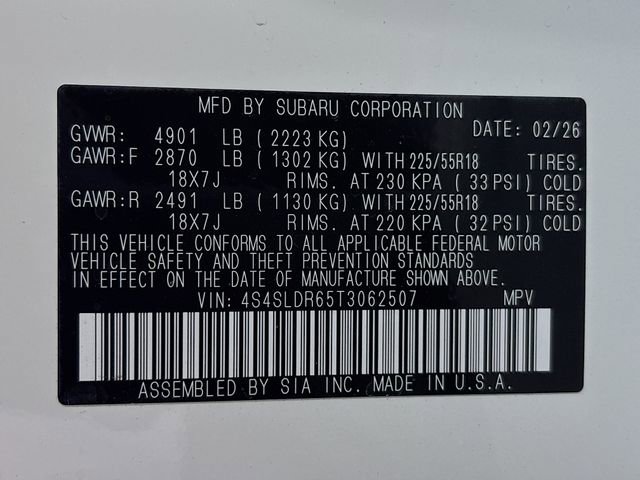 MFD BY SUBARU CORPORATION
DATE: 02/26
GVWR: 4901 LB ( 2223 KG)
GAWR:F 2870 LB ( 1302 KG) WITH 225/55R18 TIRES.
18X7J RIMS. AT 230 KPA ( 33 PSI) COLD
GAWR:R 2491 LB ( 1130 KG) WITH 225/55R18 TIRES.
18X7J RIMS. AT 220 KPA ( 32 PSI) COLD
THIS VEHICLE CONFORMS TO ALL APPLICABLE FEDERAL MOTOR
VEHICLE SAFETY AND THEFT PREVENTION STANDARDS
IN EFFECT ON THE DATE OF MANUFACTURE SHOWN ABOVE.
VIN: 4S4SLDR65T3062507 MPV
ASSEMBLED BY SIA INC. MADE IN U.S.A.